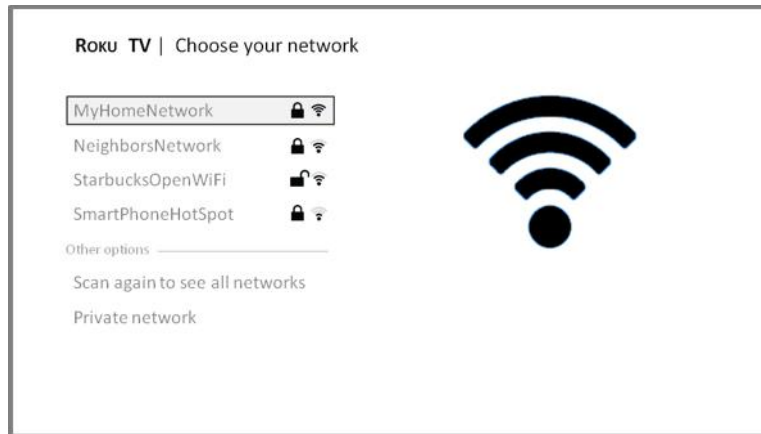 ROKU TV | Choose your network
MyHomeNetwork
NeighborsNetwork
StarbucksOpenWiFi
SmartPhoneHotSpot
Other options
Scan again to see all networks
Private network